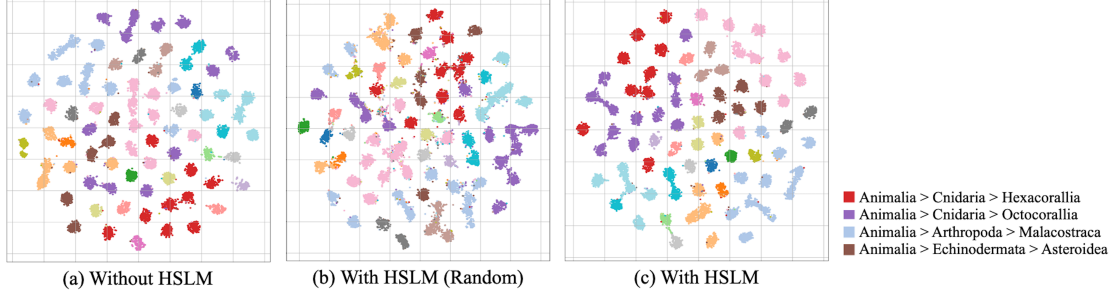 Animalia > Cnidaria > Hexacorallia
Animalia > Cnidaria > Octocorallia
Animalia > Arthropoda > Malacostraca
Animalia > Echinodermata > Asteroidea
(a) Without HSLM
(b) With HSLM (Random)
(c) With HSLM